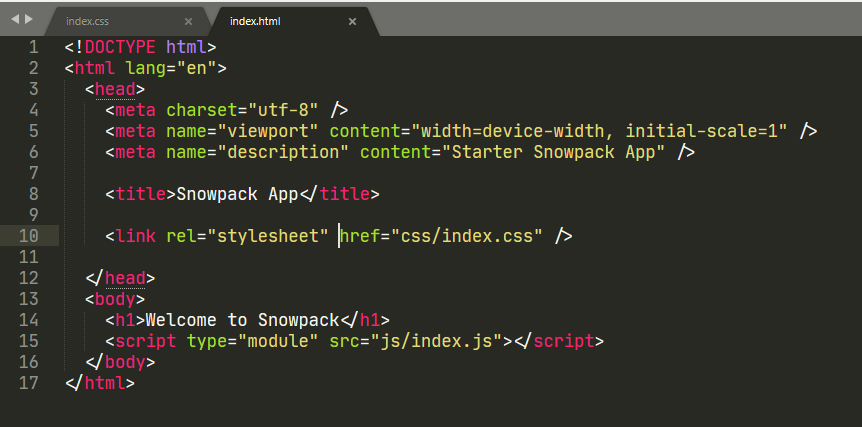 index.css × index.html ×
1 <!DOCTYPE html>
2 <html lang="en">
3 <head>
4 <meta charset="utf-8" />
5 <meta name="viewport" content="width=device-width, initial-scale=1" />
6 <meta name="description" content="Starter Snowpack App" />
7
8 <title>Snowpack App</title>
9
10 <link rel="stylesheet" href="css/index.css" />
11
12 </head>
13 <body>
14 <h1>Welcome to Snowpack</h1>
15 <script type="module" src="js/index.js"></script>
16 </body>
17 </html>